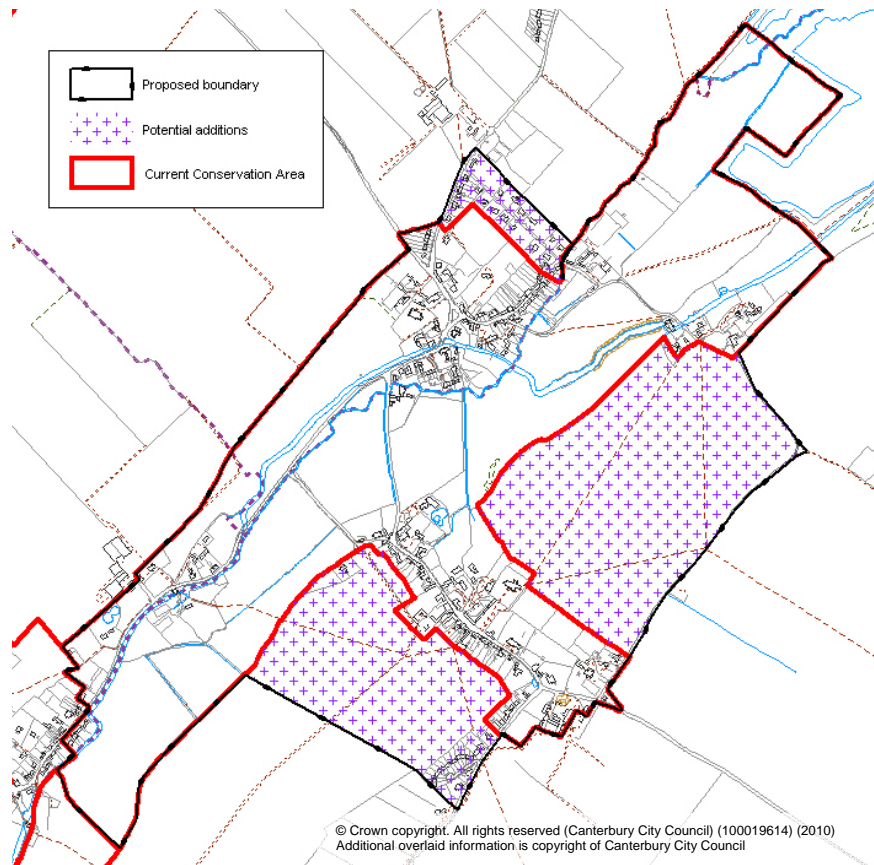 Proposed boundary
Potential additions
Current Conservation Area
© Crown copyright. All rights reserved (Canterbury City Council) (100019614) (2010)
Additional overlaid information is copyright of Canterbury City Council